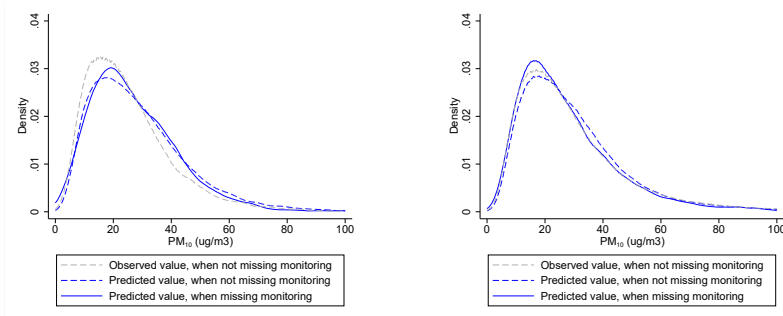 .04
.03
.02
.01
0
Density
0 20 40 60 80 100
PM₁₀ (ug/m3)
Observed value, when not missing monitoring
Predicted value, when not missing monitoring
Predicted value, when missing monitoring
.04
.03
.02
.01
0
Density
0 20 40 60 80 100
PM₁₀ (ug/m3)
Observed value, when not missing monitoring
Predicted value, when not missing monitoring
Predicted value, when missing monitoring